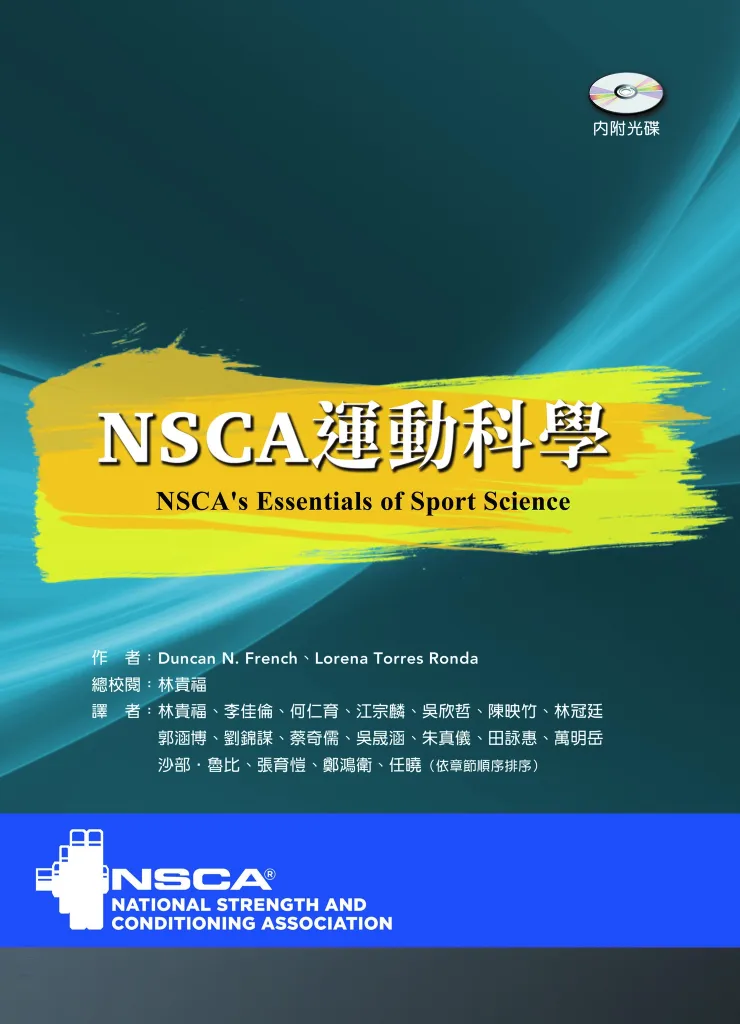 内附光碟
NSCA運動科學
NSCA's Essentials of Sport Science
作　者：Duncan N. French、Lorena Torres Ronda
總校閱：林貴福
譯　者：林貴福、李佳倫、何仁育、江宗麟、吳欣哲、陳映竹、林冠廷
郭涵博、劉錦謀、蔡奇儒、吳晟涵、朱真儀、田詠惠、萬明岳
沙部・魯比、張育愷、鄭鴻衛、任曉（依章節順序排序）
NSCA®
NATIONAL STRENGTH AND
CONDITIONING ASSOCIATION